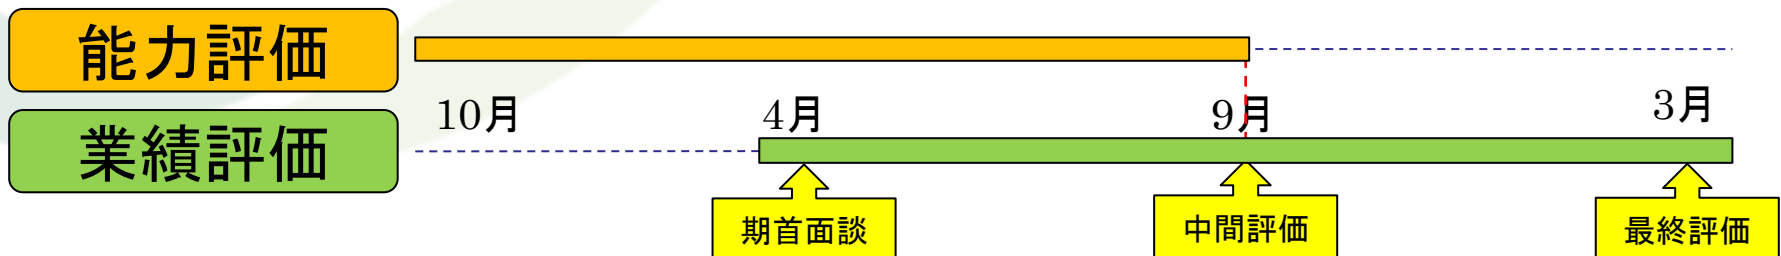 能力評価
10月
4月
9月
3月
業績評価
期首面談
中間評価
最終評価